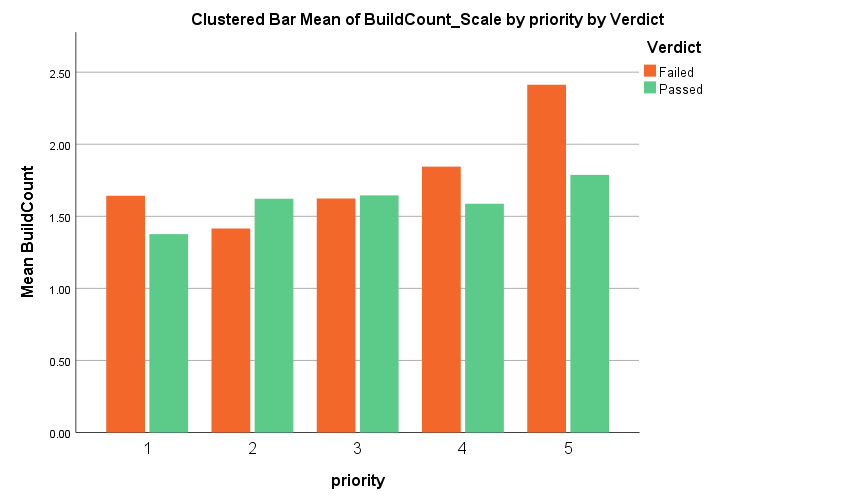 Clustered Bar Mean of BuildCount_Scale by priority by Verdict
Verdict
Failed
Passed
Mean BuildCount
2.50
2.00
1.50
1.00
0.50
0.00
1 2 3 4 5
priority